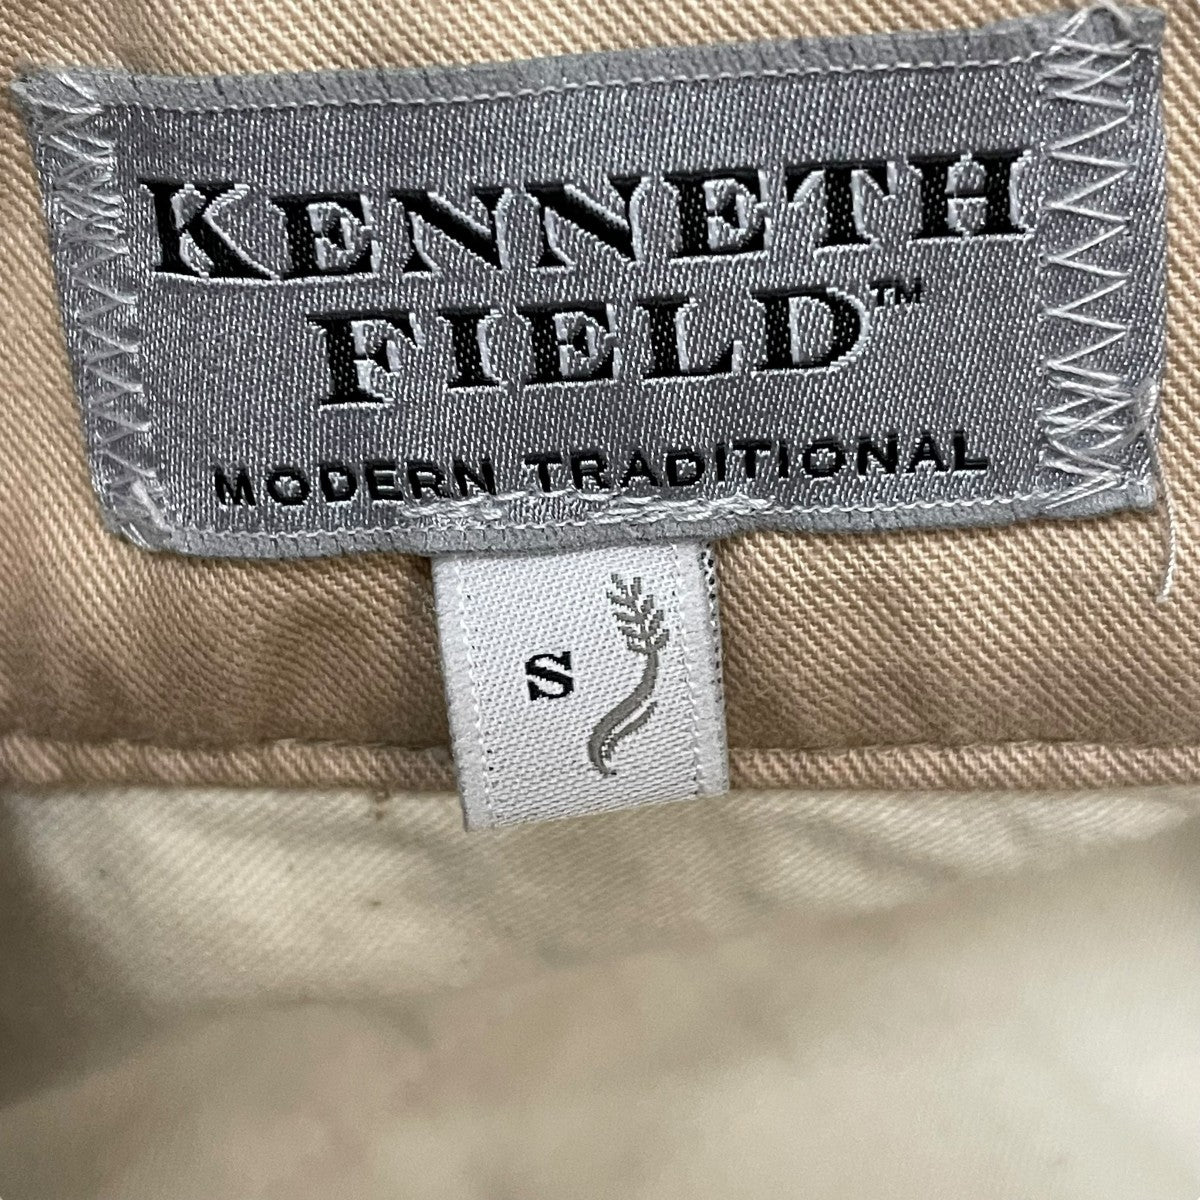 KENNETH
FIELD™
MODERN TRADITIONAL
S